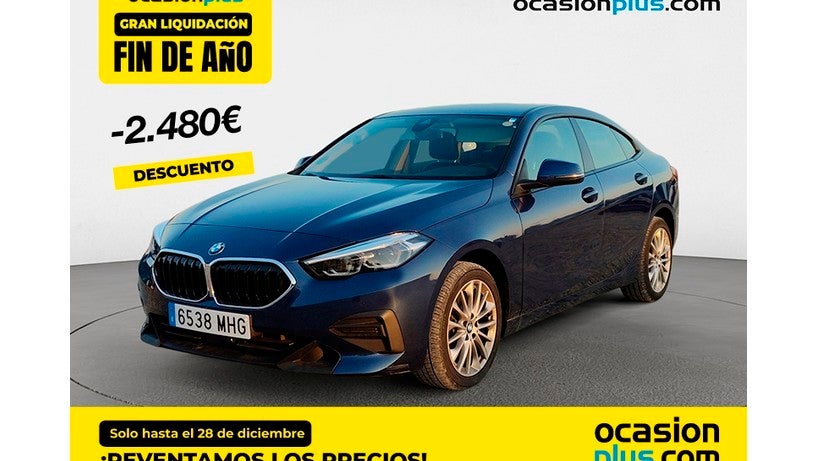 ocasionplus
ocasionplus.com
GRAN LIQUIDACIÓN
FIN DE AÑO
-2.480€
DESCUENTO
6538 MHG
Solo hasta el 28 de diciembre
¡REVENTAMOS LOS PRECIOS!
ocasion
plus.com